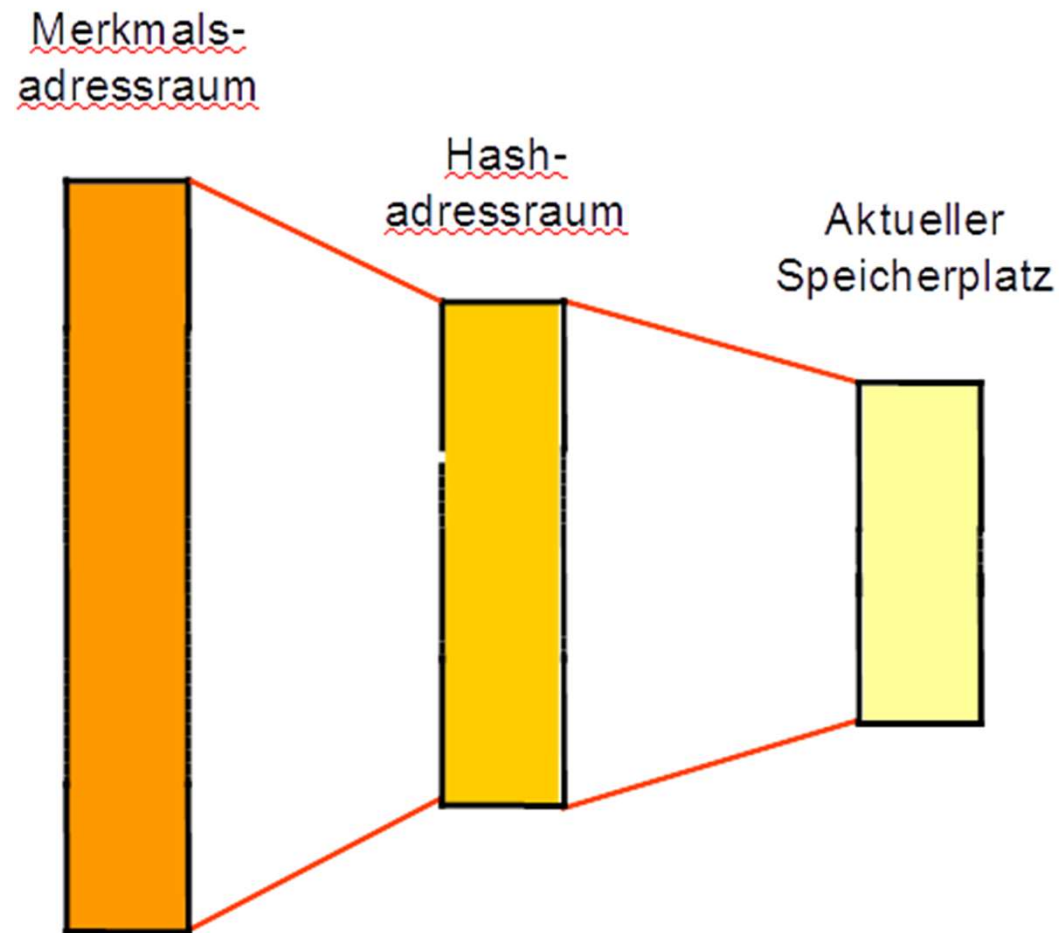 Merkmals-
adressraum
Hash-
adressraum
Aktueller
Speicherplatz